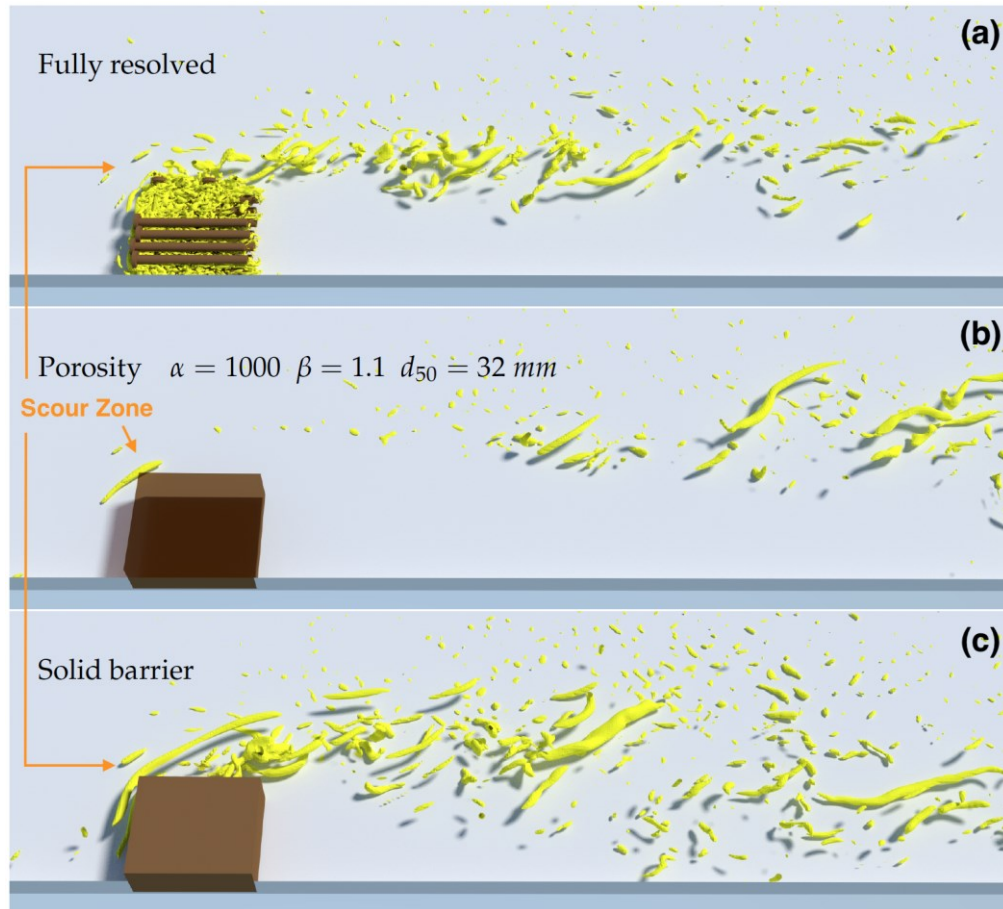 (a)
Fully resolved
(b)
Porosity α = 1000 β = 1.1 d₅₀ = 32 mm
Scour Zone
(c)
Solid barrier